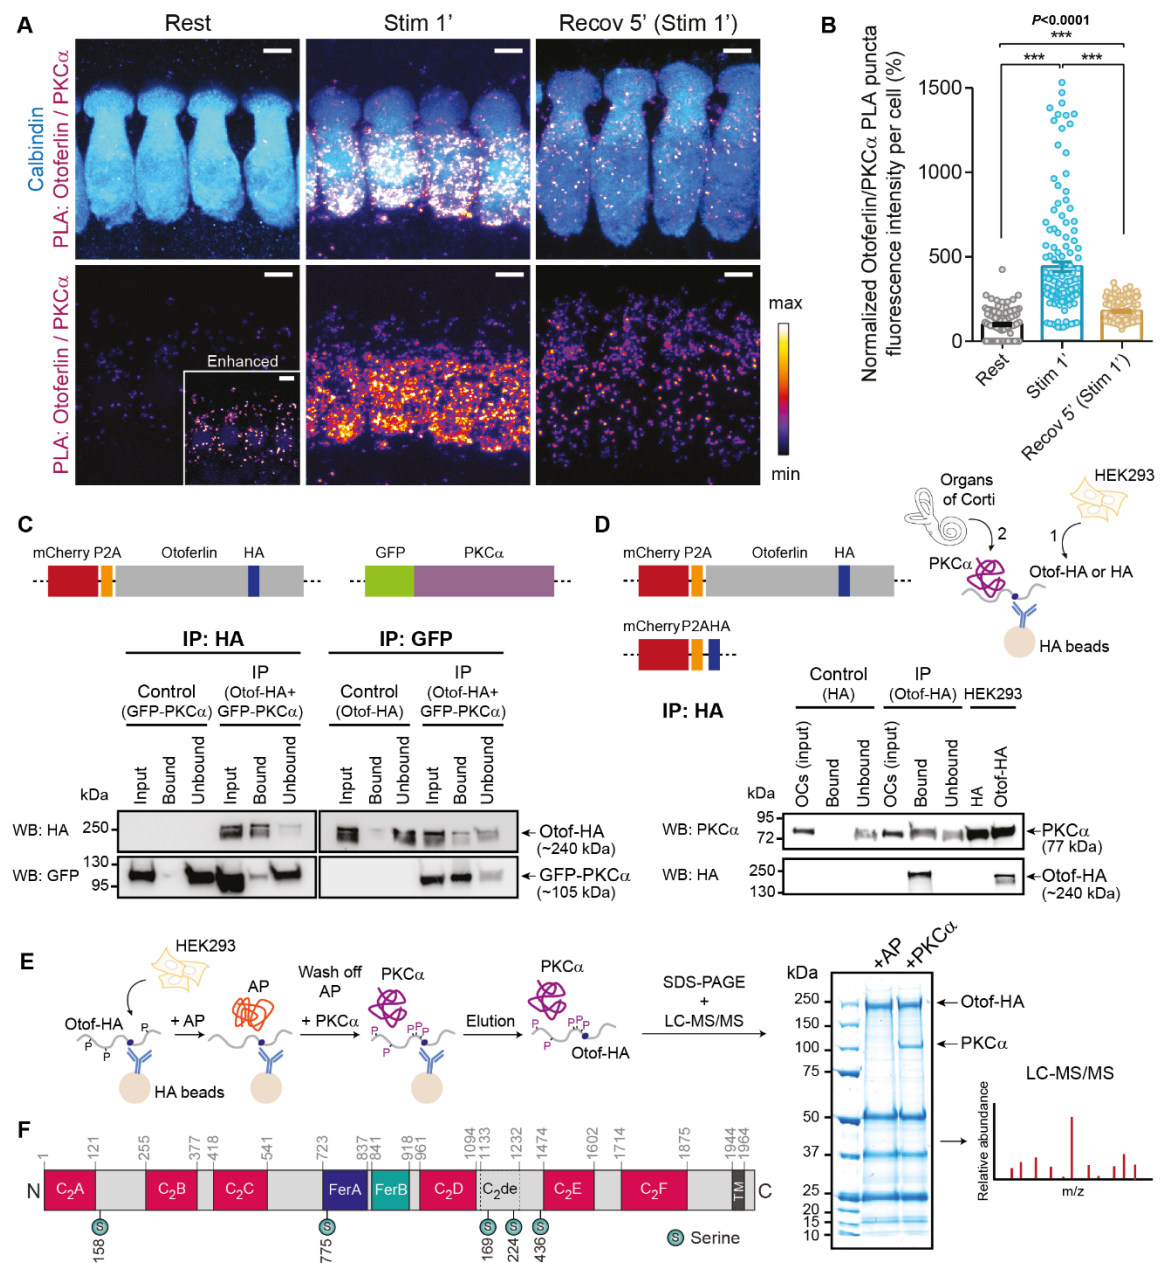 A
Rest
Stim 1’
Recov 5’ (Stim 1’)
Calbindin
PLA: Otoferlin / PKCα
PLA: Otoferlin / PKCα
Enhanced
max
min
B
P<0.0001
***
***
***
Normalized Otoferlin/PKCα PLA puncta
fluorescence intensity per cell (%)
1500
1000
500
0
Rest
Stim 1’
Recov 5’ (Stim 1’)
C
mCherry P2A
Otoferlin
HA
GFP
PKCα
IP: HA
IP: GFP
Control
(GFP-PKCα)
IP
(Otof-HA+
GFP-PKCα)
Control
(Otof-HA)
IP
(Otof-HA+
GFP-PKCα)
Input
Bound
Unbound
Input
Bound
Unbound
Input
Bound
Unbound
Input
Bound
Unbound
kDa
WB: HA
250
Otof-HA
(~240 kDa)
WB: GFP
130
95
GFP-PKCα
(~105 kDa)
D
mCherry P2A
Otoferlin
HA
mCherryP2AHA
Organs
of Corti
HEK293
2
1
PKCα
Otof-HA or HA
HA beads
IP: HA
Control
(HA)
IP
(Otof-HA)
HEK293
OCs (input)
Bound
Unbound
OCs (input)
Bound
Unbound
HA
Otof-HA
kDa
WB: PKCα
95
72
PKCα
(77 kDa)
WB: HA
250
130
Otof-HA
(~240 kDa)
E
HEK293
Otof-HA
P
P
P
HA beads
+ AP
AP
Wash off
AP
+ PKCα
PKCα
P
P
P
P
P
Elution
PKCα
P
P
P
P
P
Otof-HA
SDS-PAGE
+
LC-MS/MS
kDa
+AP
+PKCα
250
150
100
75
50
37
25
20
15
10
Otof-HA
PKCα
LC-MS/MS
Relative abundance
m/z
F
1
121
255
377
418
541
723
837
841
918
961
1094
1133
1232
1474
1602
1714
1875
1944
1964
N
C₂A
C₂B
C₂C
FerA
FerB
C₂D
C₂de
C₂E
C₂F
TM
C
S
S
S
S
S
158
775
169
224
436
S
Serine